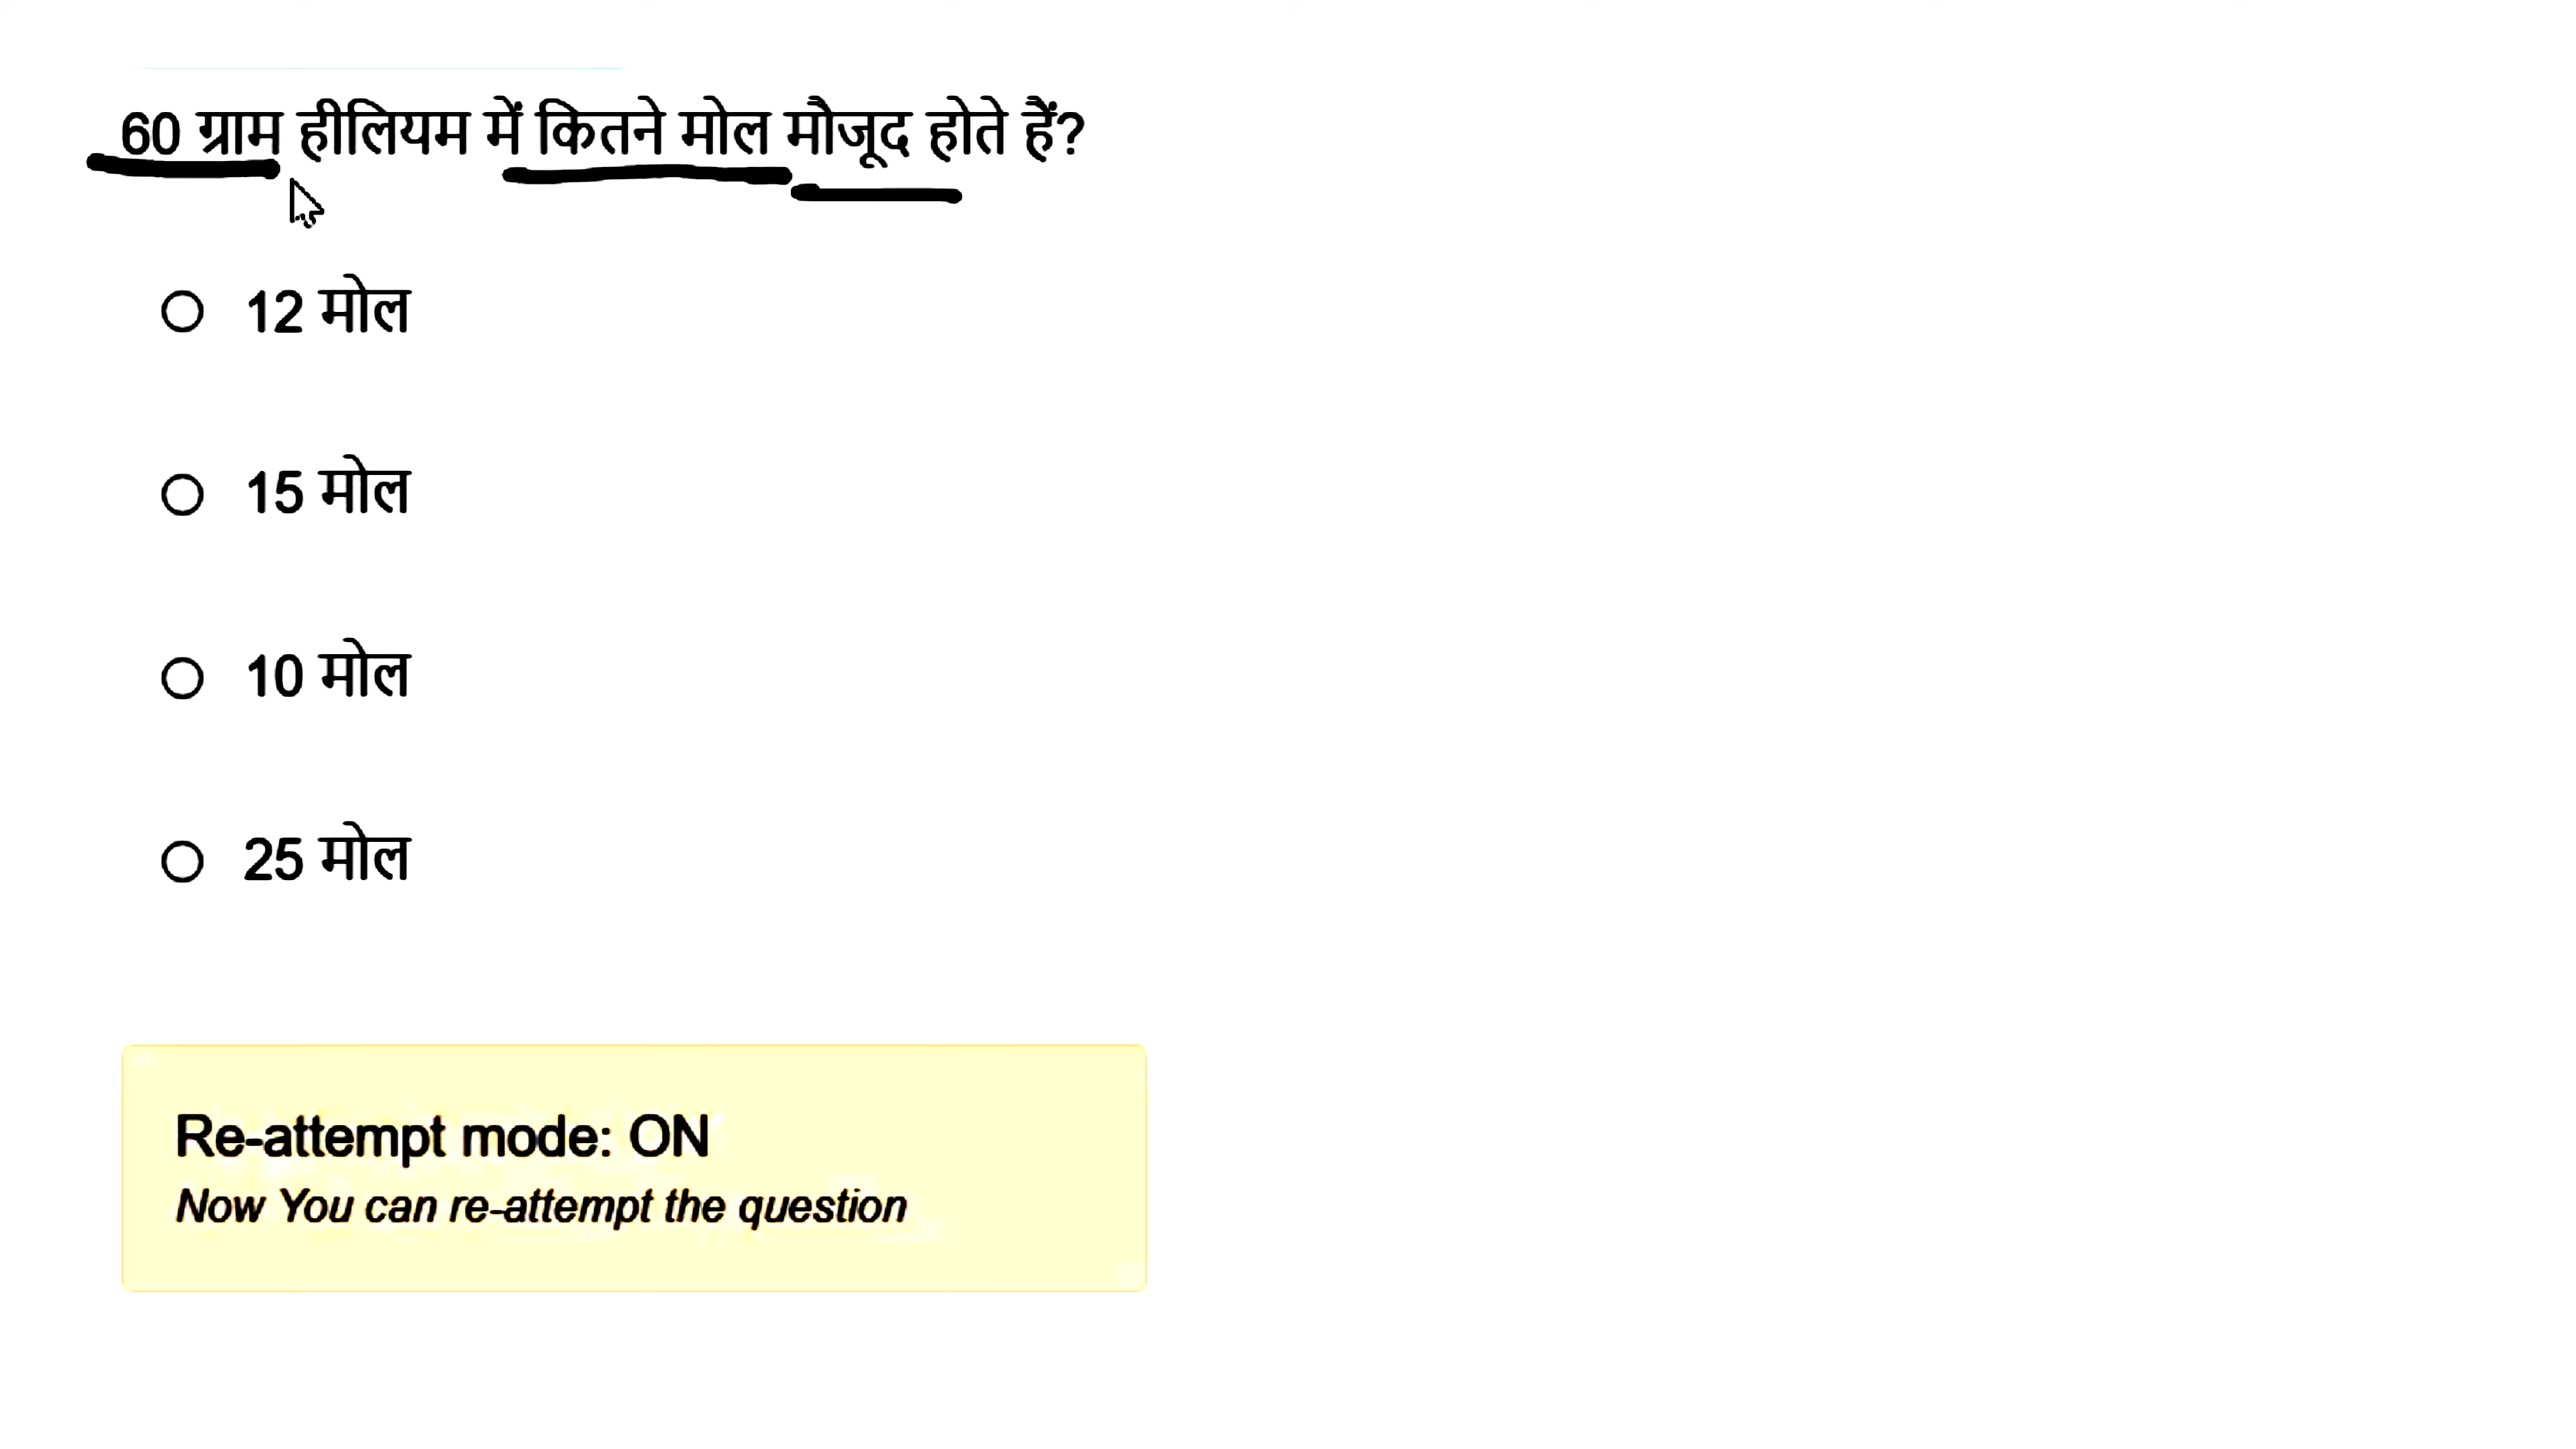 60 ग्राम हीलियम में कितने मोल मौजूद होते हैं?
12 मोल
15 मोल
10 मोल
25 मोल
Re-attempt mode: ON
Now You can re-attempt the question